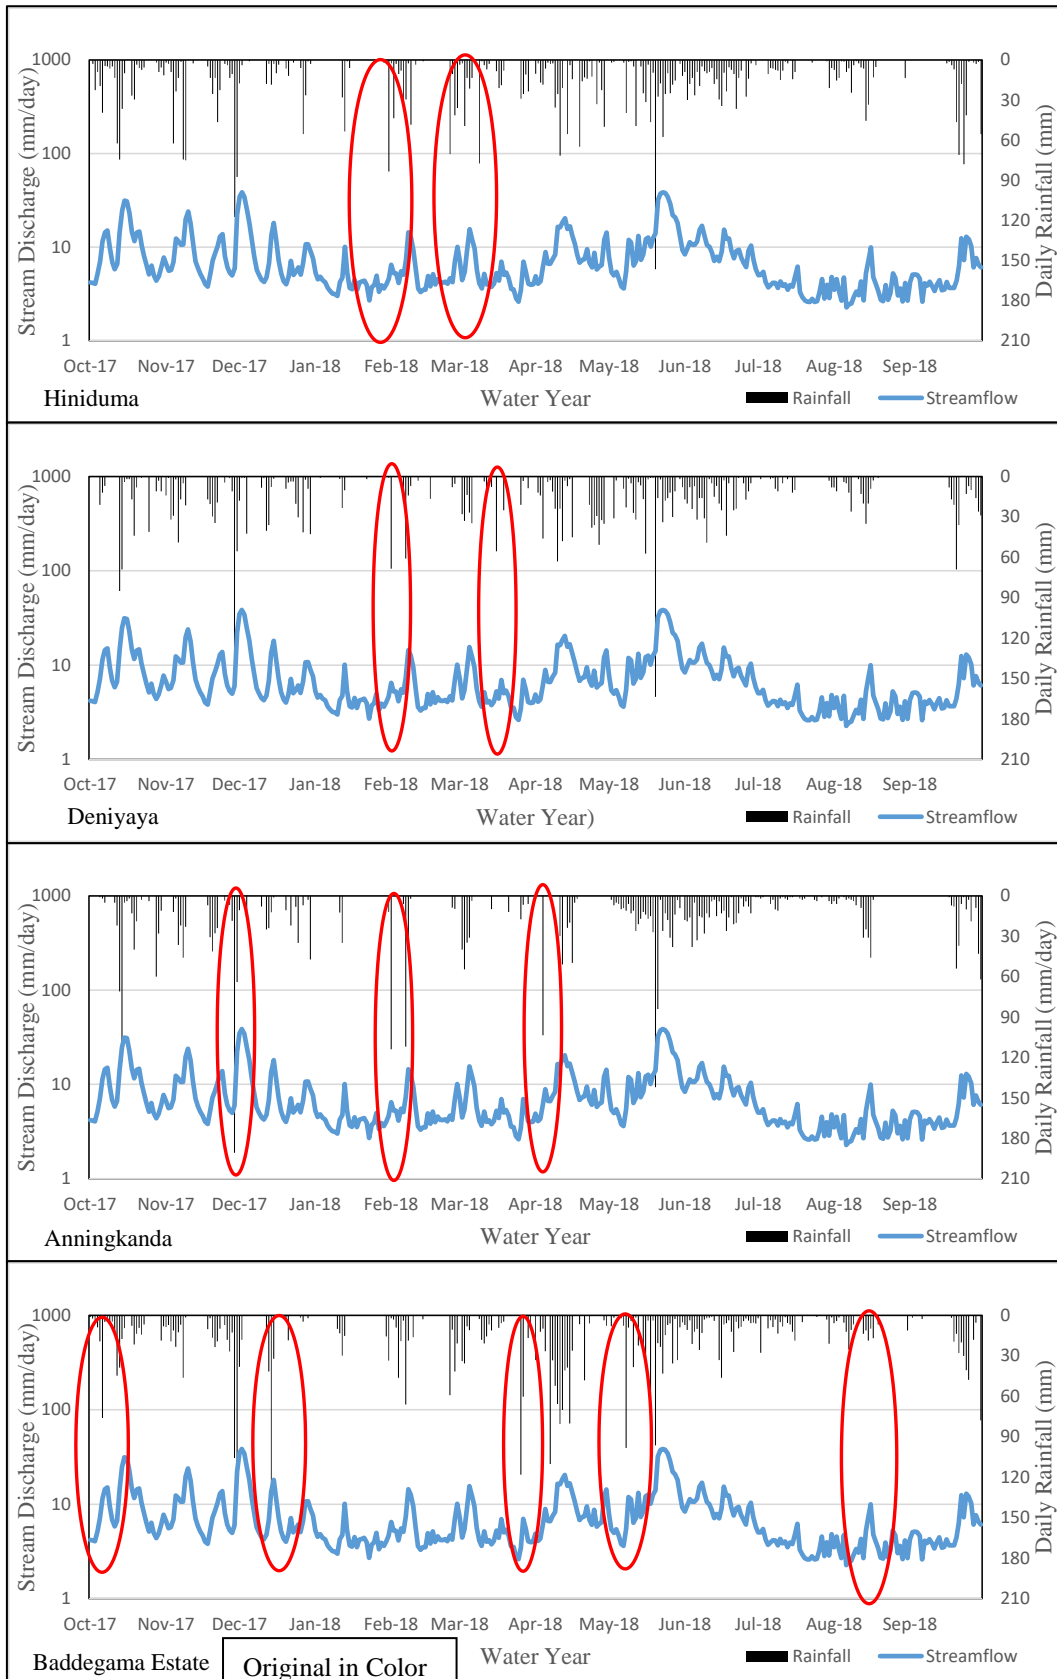 Stream Discharge (mm/day)
1000
100
10
1
0
30
60
90
120
150
180
210
Daily Rainfall (mm)
Oct-17 Nov-17 Dec-17 Jan-18 Feb-18 Mar-18 Apr-18 May-18 Jun-18 Jul-18 Aug-18 Sep-18
Hiniduma
Water Year
Rainfall Streamflow
Stream Discharge (mm/day)
1000
100
10
1
0
30
60
90
120
150
180
210
Daily Rainfall (mm)
Oct-17 Nov-17 Dec-17 Jan-18 Feb-18 Mar-18 Apr-18 May-18 Jun-18 Jul-18 Aug-18 Sep-18
Deniyaya
Water Year)
Rainfall Streamflow
Stream Discharge (mm/day)
1000
100
10
1
0
30
60
90
120
150
180
210
Daily Rainfall (mm/day)
Oct-17 Nov-17 Dec-17 Jan-18 Feb-18 Mar-18 Apr-18 May-18 Jun-18 Jul-18 Aug-18 Sep-18
Anningkanda
Water Year
Rainfall Streamflow
Stream Discharge (mm/day)
1000
100
10
1
0
30
60
90
120
150
180
210
Daily Rainfall (mm)
Oct-17 Nov-17 Dec-17 Jan-18 Feb-18 Mar-18 Apr-18 May-18 Jun-18 Jul-18 Aug-18 Sep-18
Baddegama Estate
Original in Color
Water Year
Rainfall Streamflow